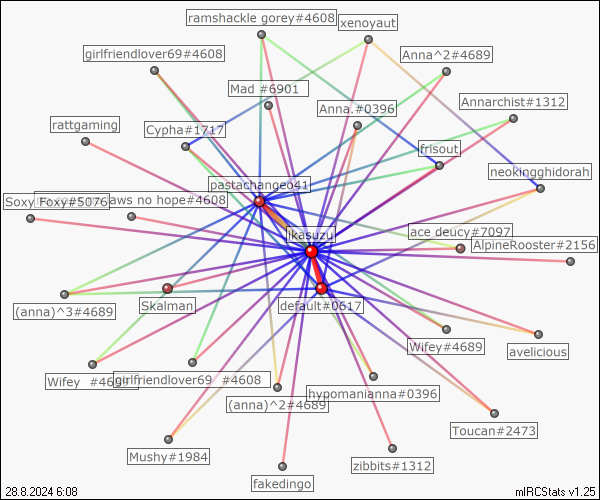 ramshackle gorey#4608
xenoyaut
girlfriendlover69#4608
Anna^2#4689
Mad #6901
Annarchist#1312
Anna.#0396
rattgaming
Cypha#1717
frisout
neokingghidorah
pastachangeo41
Soxy Foxy#5076
aws no hope#4608
jkasuzu
ace deucy#7097
AlpineRooster#2156
(anna)^3#4689
Skalman
default#0617
Wifey#4689
avelicious
Wifey #4689
girlfriendlover69 #4608
hypomanianna#0396
(anna)^2#4689
Toucan#2473
Mushy#1984
zibbits#1312
fakedingo
28.8.2024 6:08
mIRCStats v1.25